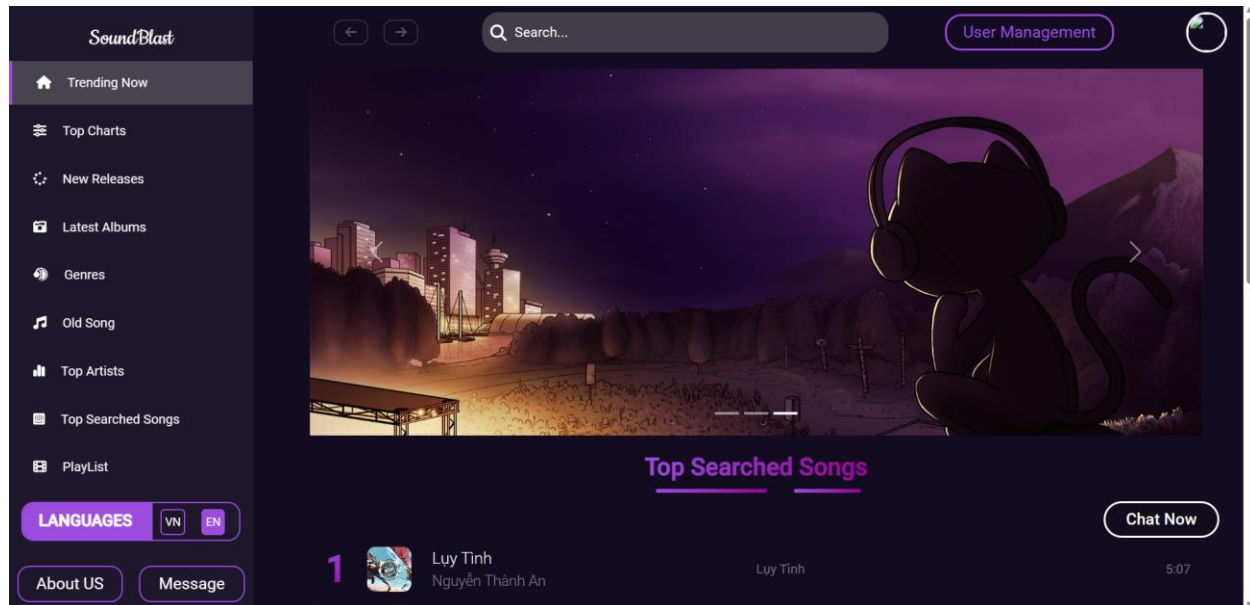 SoundBlast
Search...
User Management
Trending Now
Top Charts
New Releases
Latest Albums
Genres
Old Song
Top Artists
Top Searched Songs
PlayList
LANGUAGES VN EN
About US Message
Top Searched Songs
Chat Now
1
Lụy Tình
Nguyễn Thành An
Lụy Tình
5:07